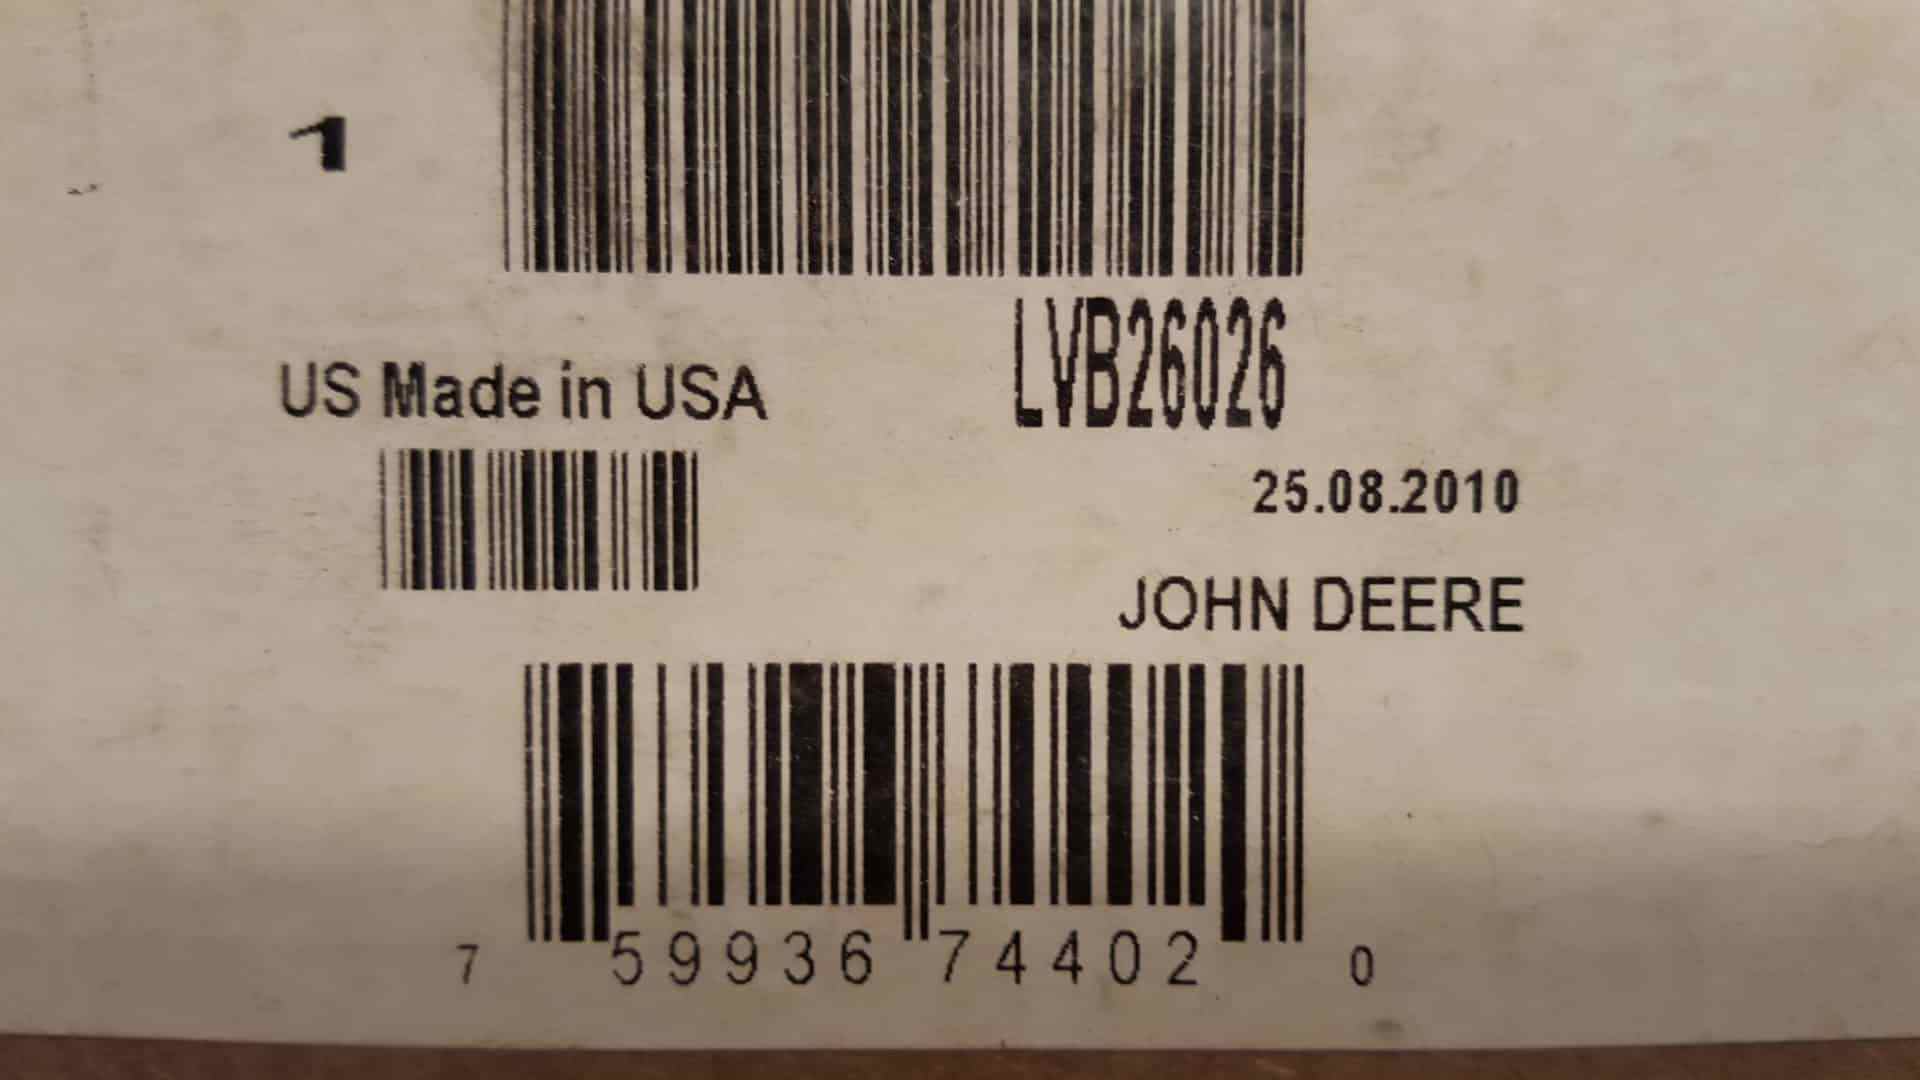 1
LVB26026
US Made in USA
25.08.2010
JOHN DEERE
7 59936 74402 0